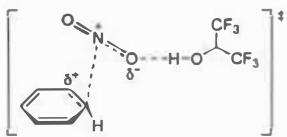 ‡
O N+ CF₃
O H O
δ- CF₃
δ+
H